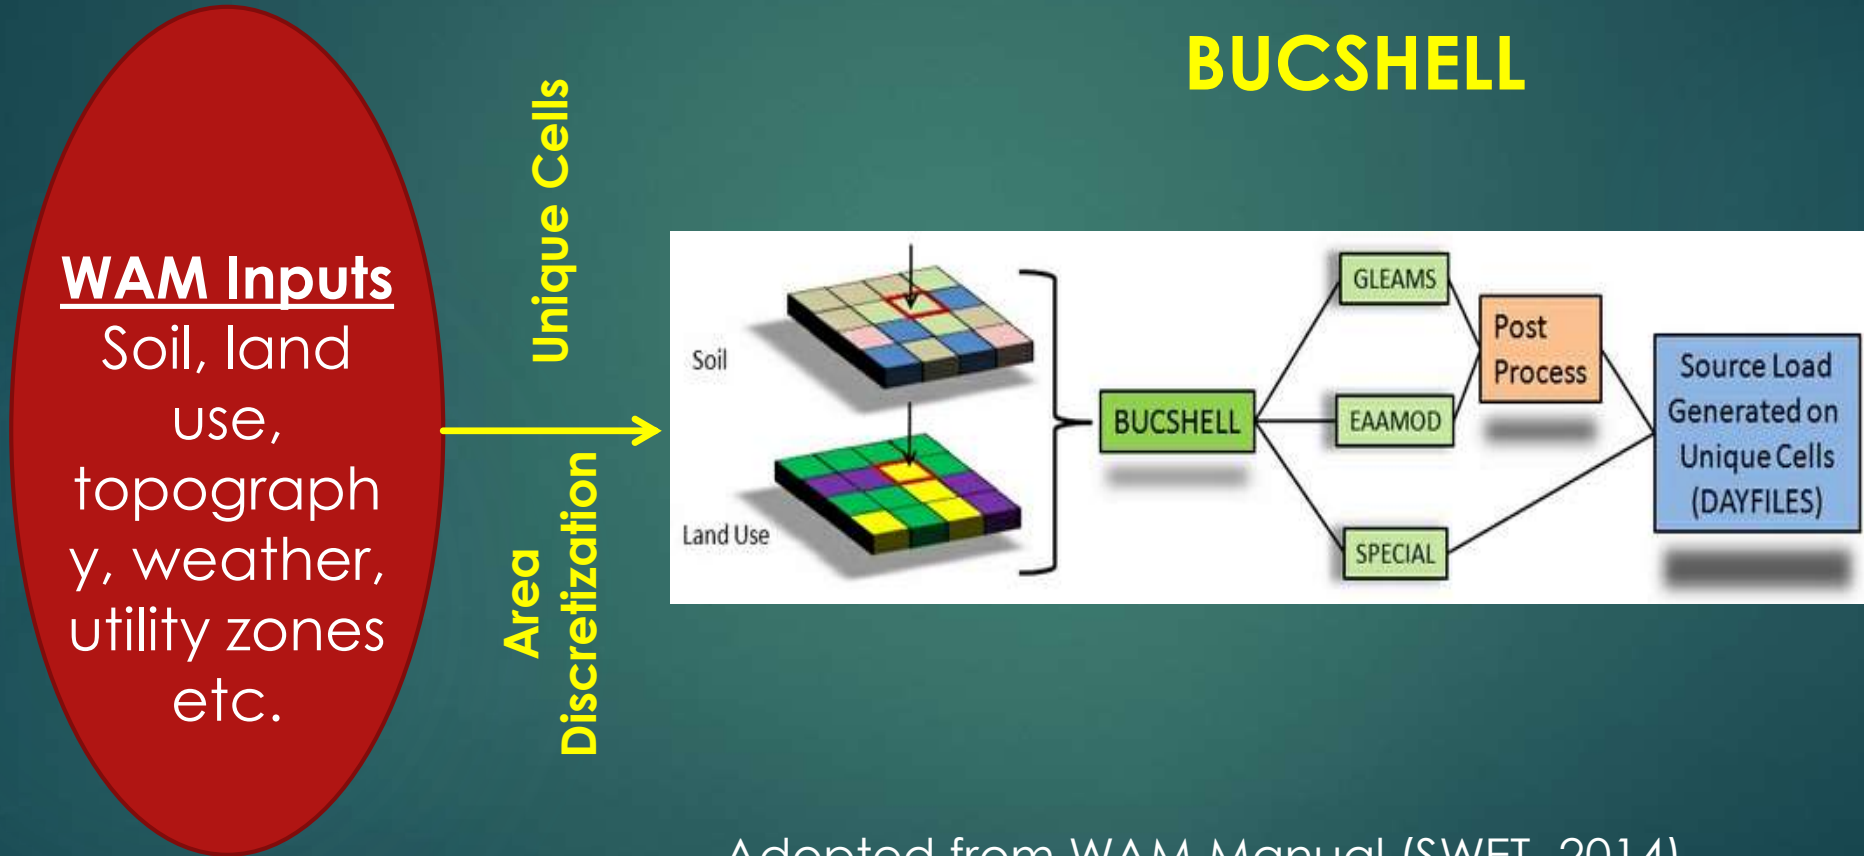 BUCSHELL
WAM Inputs
Soil, land
use,
topograph
y, weather,
utility zones
etc.
Unique Cells
Area
Discretization
Soil
Land Use
BUCSHELL
GLEAMS
EAAMOD
SPECIAL
Post
Process
Source Load
Generated on
Unique Cells
(DAYFILES)
Adopted from WAM Manual (SWET, 2014)